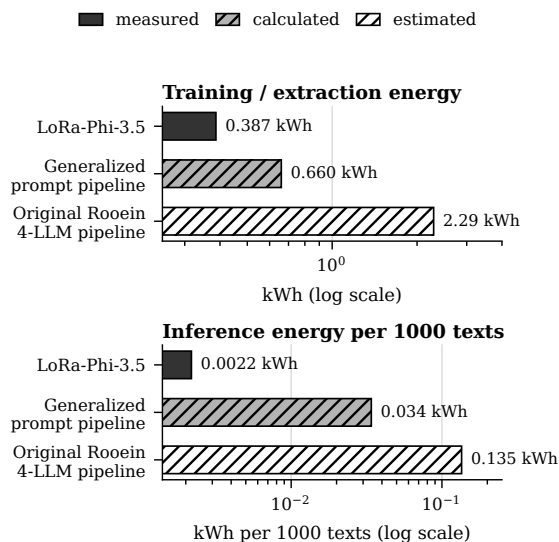 measured calculated estimated
Training / extraction energy
LoRa-Phi-3.5
0.387 kWh
Generalized
prompt pipeline
0.660 kWh
Original Rooein
4-LLM pipeline
2.29 kWh
10⁰
kWh (log scale)
Inference energy per 1000 texts
LoRa-Phi-3.5
0.0022 kWh
Generalized
prompt pipeline
0.034 kWh
Original Rooein
4-LLM pipeline
0.135 kWh
10⁻² 10⁻¹
kWh per 1000 texts (log scale)